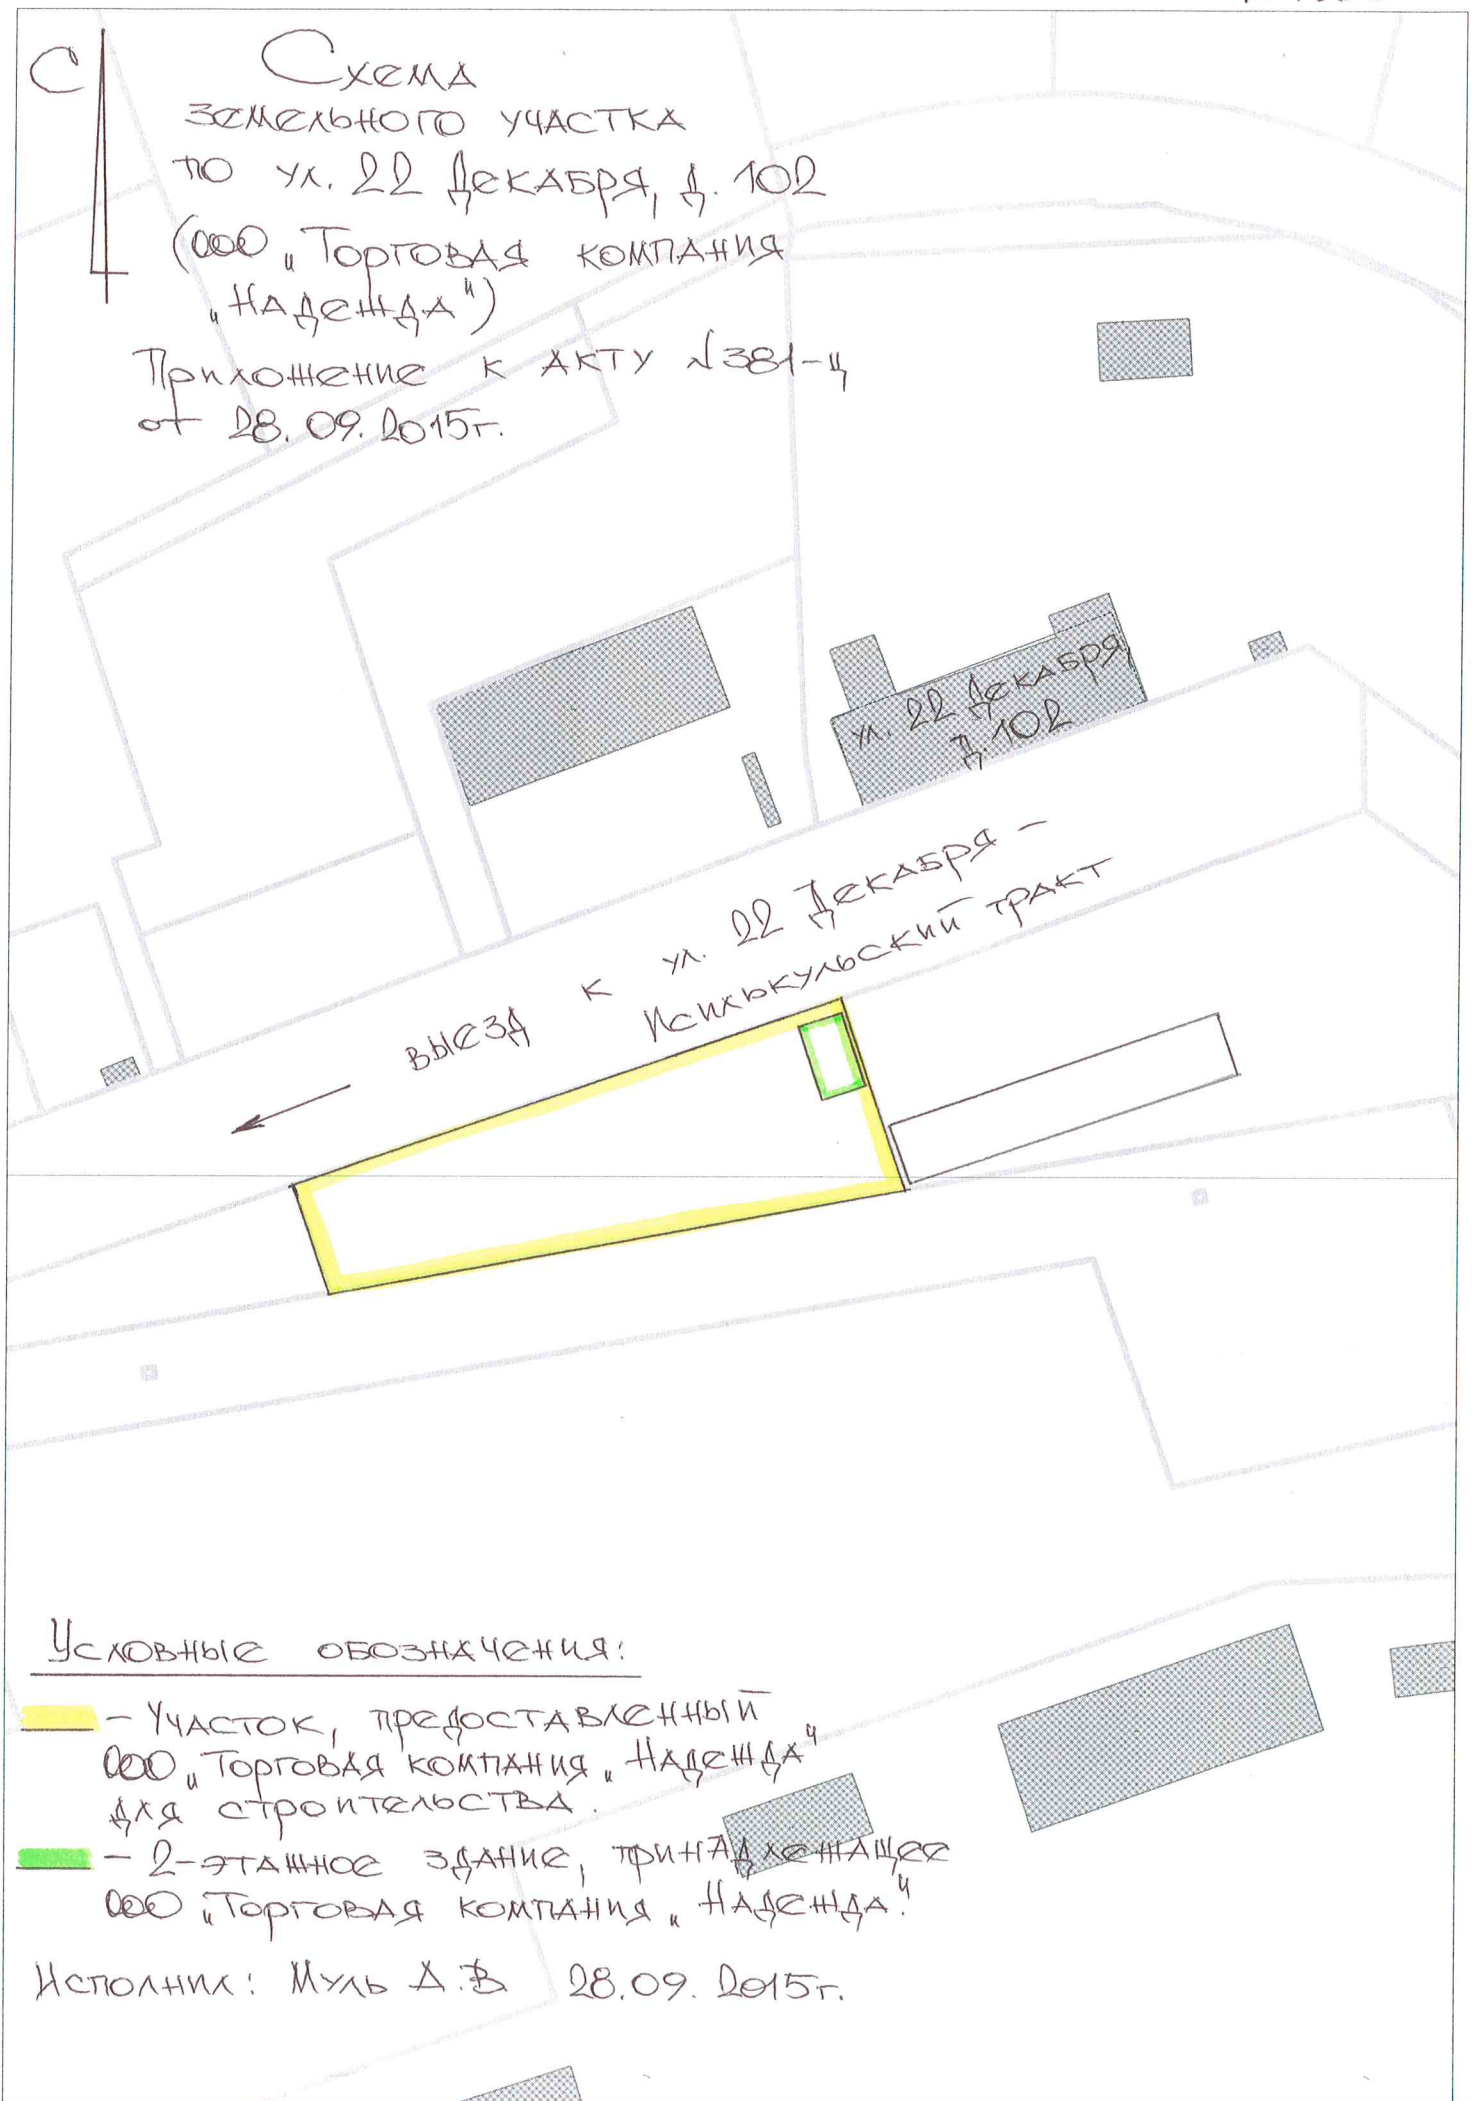 С
Схема
земельного участка
по ул. 22 Декабря, д. 102
(ООО „Торговая компания
„Надежда")
Приложение к акту №381-ц
от 28.09.2015г.
ул. 22 Декабря,
д. 102
выезд к ул. 22 Декабря –
Исилькульский тракт
Условные обозначения:
– Участок, предоставленный
ООО „Торговая компания „Надежда"
для строительства.
– 2-этажное здание, принадлежащее
ООО „Торговая компания „Надежда".
Исполнил: Муль А.В 28.09.2015г.